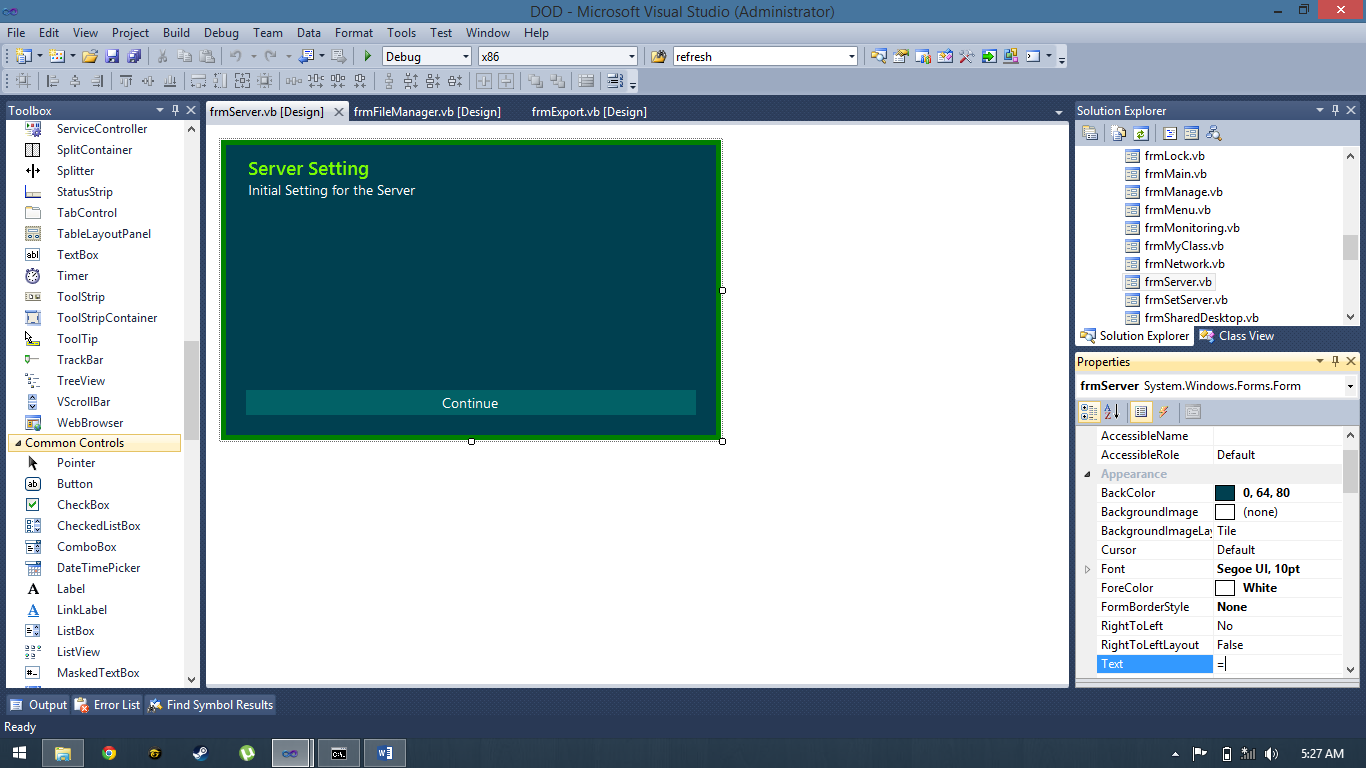 DOD - Microsoft Visual Studio (Administrator)
File Edit View Project Build Debug Team Data Format Tools Test Window Help
Debug x86 refresh
Toolbox
ServiceController
SplitContainer
Splitter
StatusStrip
TabControl
TableLayoutPanel
TextBox
Timer
ToolStrip
ToolStripContainer
ToolTip
TrackBar
TreeView
VScrollBar
WebBrowser
Common Controls
Pointer
Button
CheckBox
CheckedListBox
ComboBox
DateTimePicker
Label
LinkLabel
ListBox
ListView
MaskedTextBox
frmServer.vb [Design] frmFileManager.vb [Design] frmExport.vb [Design]
Server Setting
Initial Setting for the Server
Continue
Solution Explorer
frmLock.vb
frmMain.vb
frmManage.vb
frmMenu.vb
frmMonitoring.vb
frmMyClass.vb
frmNetwork.vb
frmServer.vb
frmSetServer.vb
frmSharedDesktop.vb
Solution Explorer Class View
Properties
frmServer System.Windows.Forms.Form
AccessibleName
AccessibleRole Default
Appearance
BackColor 0, 64, 80
BackgroundImage (none)
BackgroundImageLay Tile
Cursor Default
Font Segoe UI, 10pt
ForeColor White
FormBorderStyle None
RightToLeft No
RightToLeftLayout False
Text =
Output Error List Find Symbol Results
Ready
5:27 AM